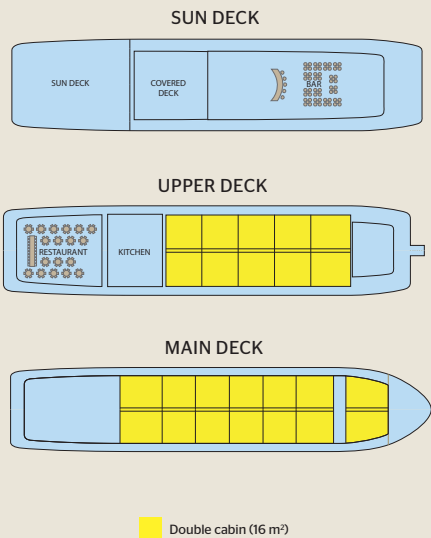 SUN DECK
SUN DECK
COVERED
DECK
BAR
UPPER DECK
RESTAURANT
KITCHEN
MAIN DECK
Double cabin (16 m²)